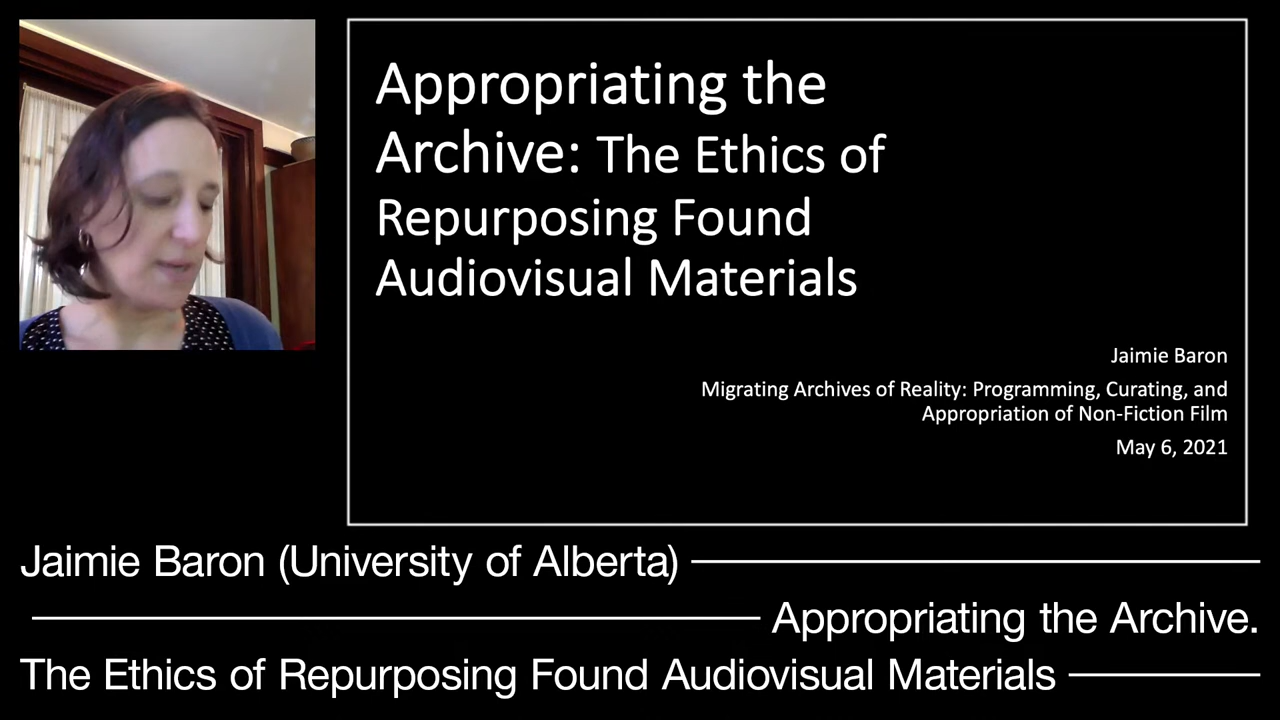 Appropriating the
Archive: The Ethics of
Repurposing Found
Audiovisual Materials
Jaimie Baron
Migrating Archives of Reality: Programming, Curating, and
Appropriation of Non-Fiction Film
May 6, 2021
Jaimie Baron (University of Alberta)
Appropriating the Archive.
The Ethics of Repurposing Found Audiovisual Materials